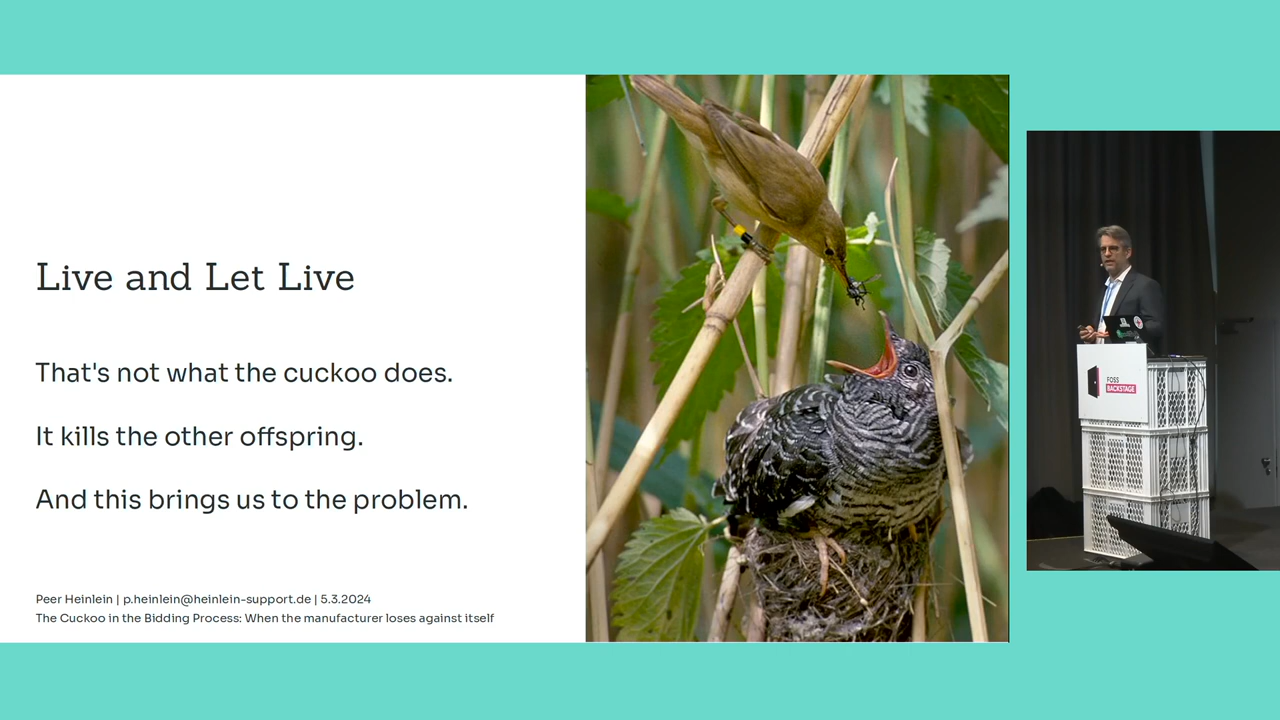 Live and Let Live
That's not what the cuckoo does.
It kills the other offspring.
And this brings us to the problem.
Peer Heinlein | p.heinlein@heinlein-support.de | 5.3.2024
The Cuckoo in the Bidding Process: When the manufacturer loses against itself
FOSS
BACKSTAGE